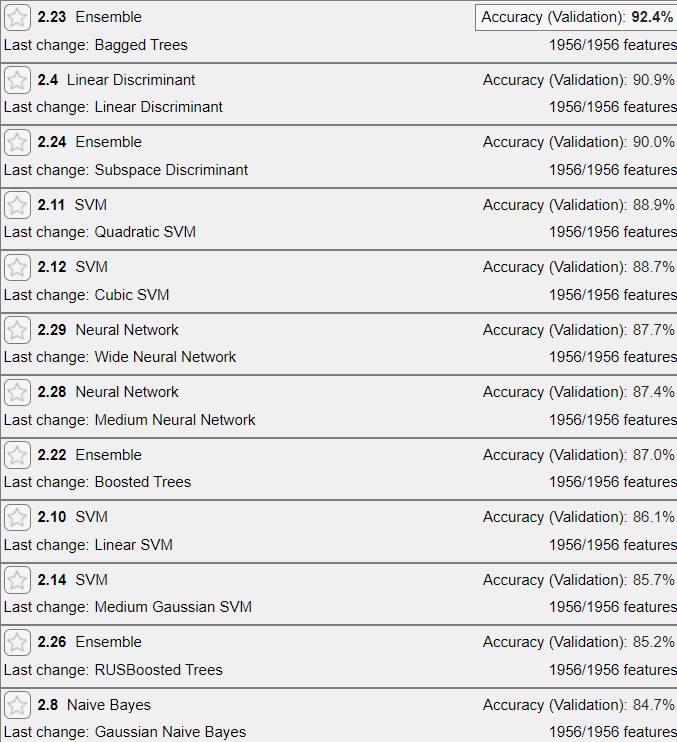 2.23 Ensemble Accuracy (Validation): 92.4%
Last change: Bagged Trees 1956/1956 features
2.4 Linear Discriminant Accuracy (Validation): 90.9%
Last change: Linear Discriminant 1956/1956 features
2.24 Ensemble Accuracy (Validation): 90.0%
Last change: Subspace Discriminant 1956/1956 features
2.11 SVM Accuracy (Validation): 88.9%
Last change: Quadratic SVM 1956/1956 features
2.12 SVM Accuracy (Validation): 88.7%
Last change: Cubic SVM 1956/1956 features
2.29 Neural Network Accuracy (Validation): 87.7%
Last change: Wide Neural Network 1956/1956 features
2.28 Neural Network Accuracy (Validation): 87.4%
Last change: Medium Neural Network 1956/1956 features
2.22 Ensemble Accuracy (Validation): 87.0%
Last change: Boosted Trees 1956/1956 features
2.10 SVM Accuracy (Validation): 86.1%
Last change: Linear SVM 1956/1956 features
2.14 SVM Accuracy (Validation): 85.7%
Last change: Medium Gaussian SVM 1956/1956 features
2.26 Ensemble Accuracy (Validation): 85.2%
Last change: RUSBoosted Trees 1956/1956 features
2.8 Naive Bayes Accuracy (Validation): 84.7%
Last change: Gaussian Naive Bayes 1956/1956 features